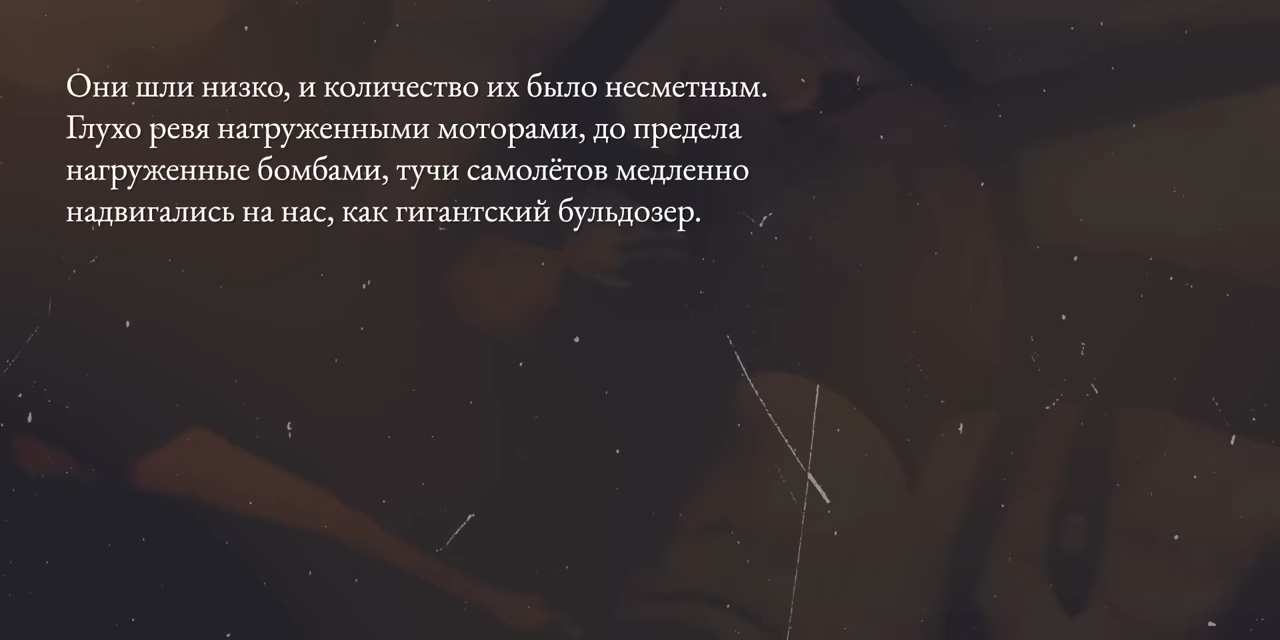 Они шли низко, и количество их было несметным.
Глухо ревя натруженными моторами, до предела
нагруженные бомбами, тучи самолётов медленно
надвигались на нас, как гигантский бульдозер.